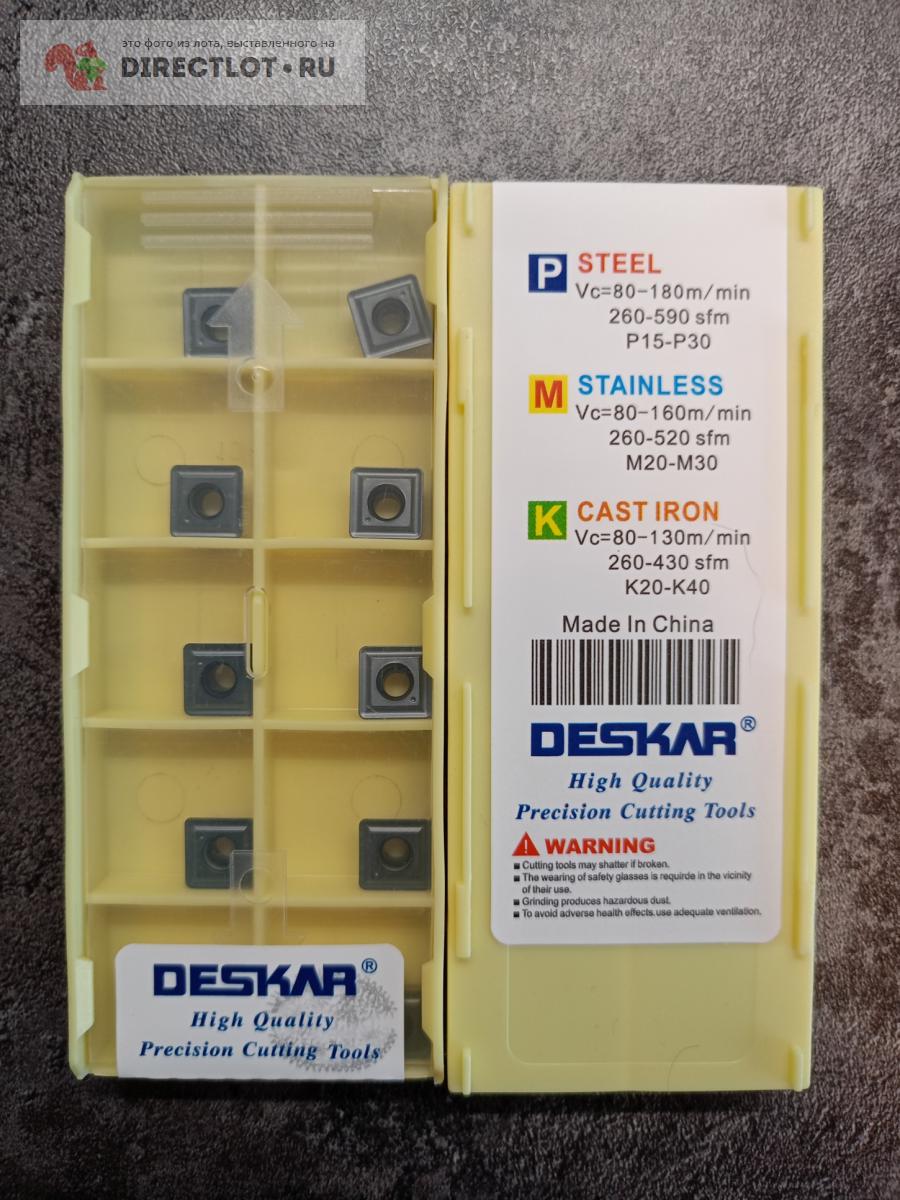 это фото из лота, выставленного на
DIRECTLOT•RU
P STEEL
Vc=80-180m/min
260-590 sfm
P15-P30
M STAINLESS
Vc=80-160m/min
260-520 sfm
M20-M30
K CAST IRON
Vc=80-130m/min
260-430 sfm
K20-K40
Made In China
DESKAR®
High Quality
Precision Cutting Tools
WARNING
■ Cutting tools may shatter if broken.
■ The wearing of safety glasses is requirde in the vicinity
of their use.
■ Grinding produces hazardous dust.
■ To avoid adverse health effects.use adequate ventilation.
DESKAR®
High Quality
Precision Cutting Tools